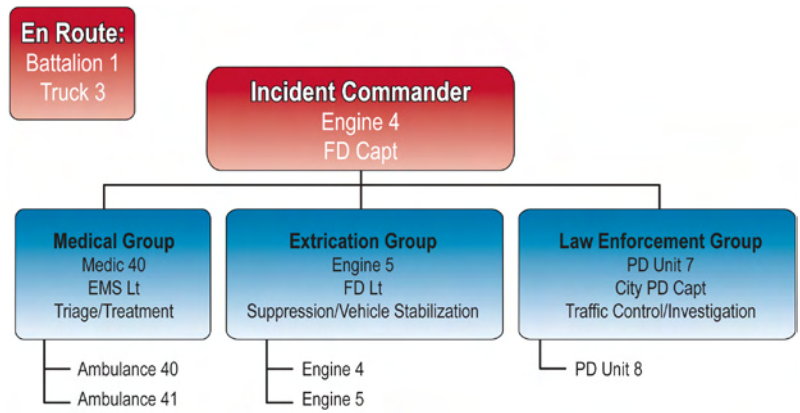 En Route:
Battalion 1
Truck 3
Incident Commander
Engine 4
FD Capt
Medical Group
Medic 40
EMS Lt
Triage/Treatment
Ambulance 40
Ambulance 41
Extrication Group
Engine 5
FD Lt
Suppression/Vehicle Stabilization
Engine 4
Engine 5
Law Enforcement Group
PD Unit 7
City PD Capt
Traffic Control/Investigation
PD Unit 8